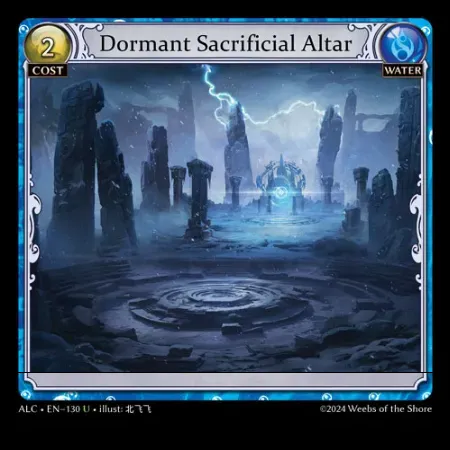 2
COST
Dormant Sacrificial Altar
WATER
ALC • EN-130 U • illust: 北飞飞
©2024 Weebs of the Shore